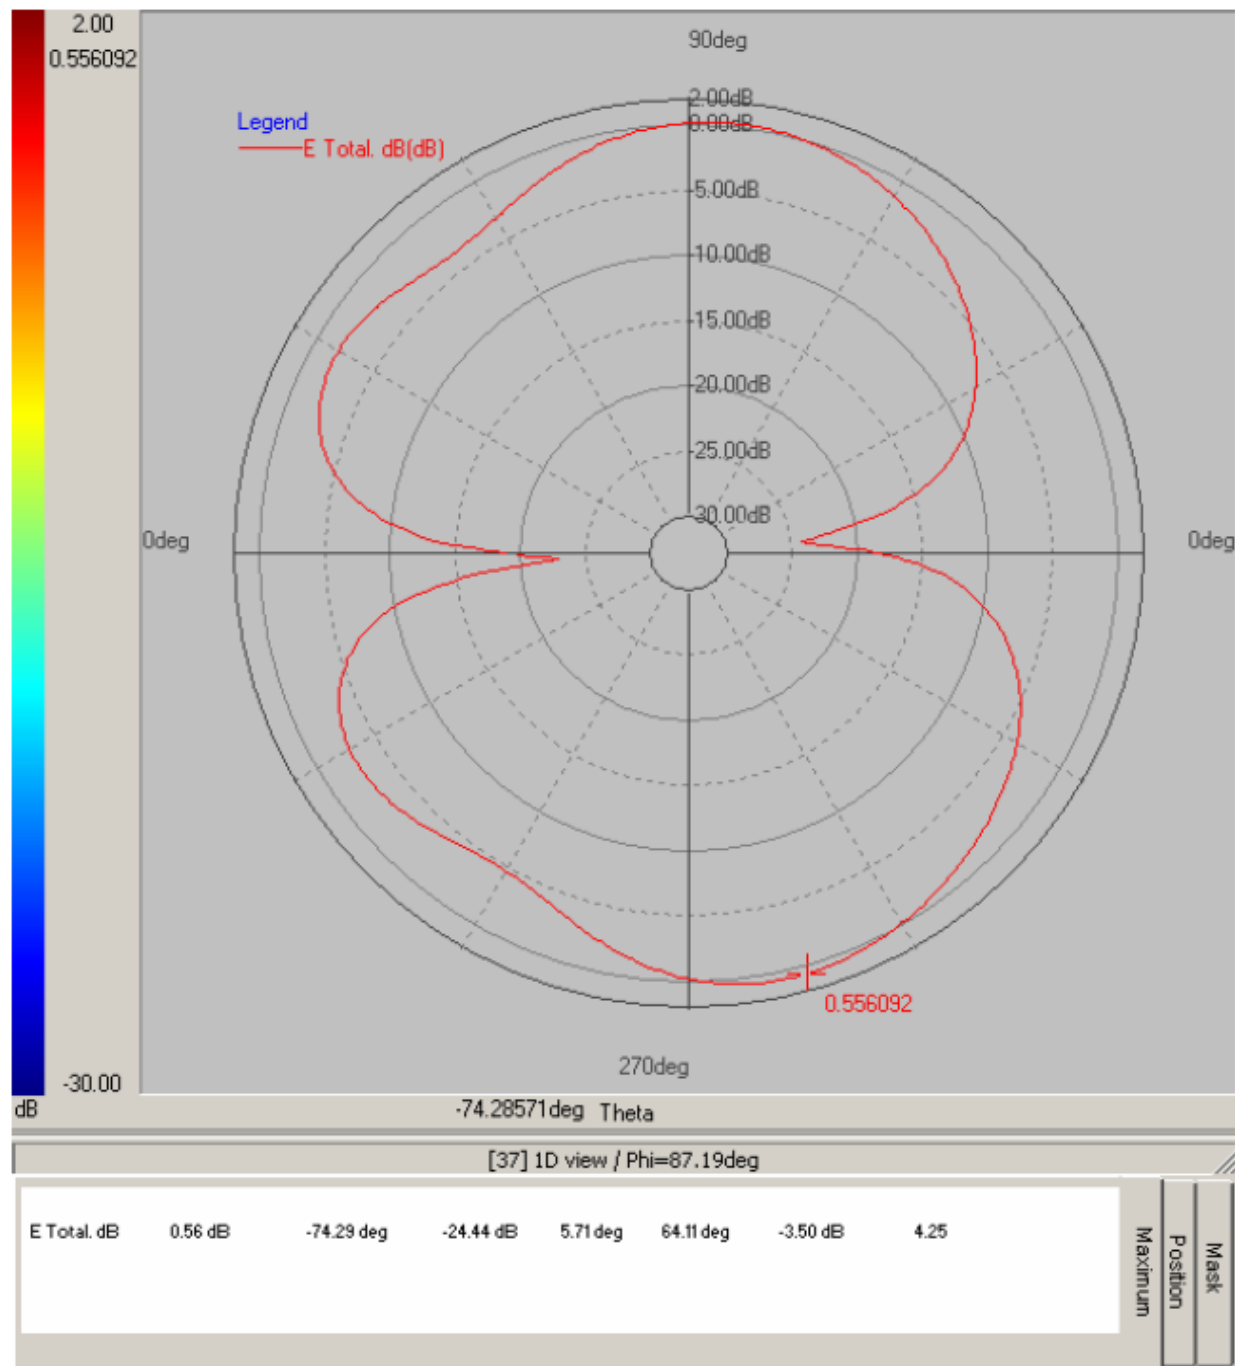 2.00
0.556092
90deg
2.00dB
0.00dB
Legend
E Total. dB(dB)
-5.00dB
-10.00dB
-15.00dB
-20.00dB
-25.00dB
-30.00dB
0deg
0deg
0.556092
270deg
-30.00
dB
-74.28571deg Theta
[37] 1D view / Phi=87.19deg
E Total. dB 0.56 dB -74.29 deg -24.44 dB 5.71 deg 64.11 deg -3.50 dB 4.25
Maximum
Position
Mask